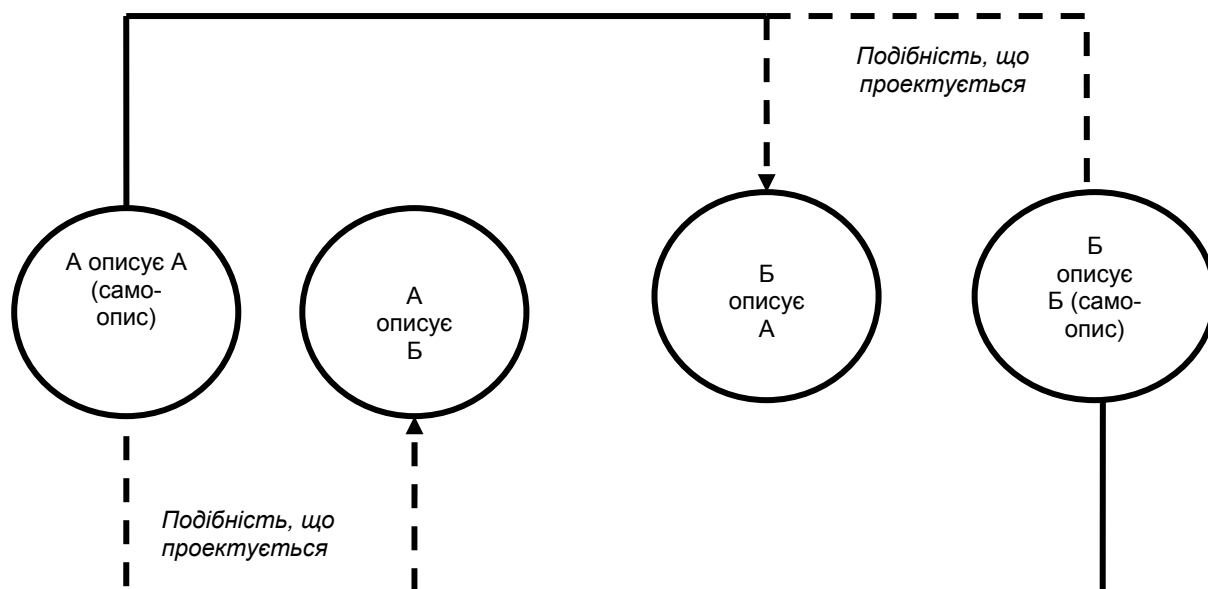 Подібність, що
проектується
А описує А
(само-
опис)
А
описує
Б
Б
описує
А
Б
описує
Б (само-
опис)
Подібність, що
проектується